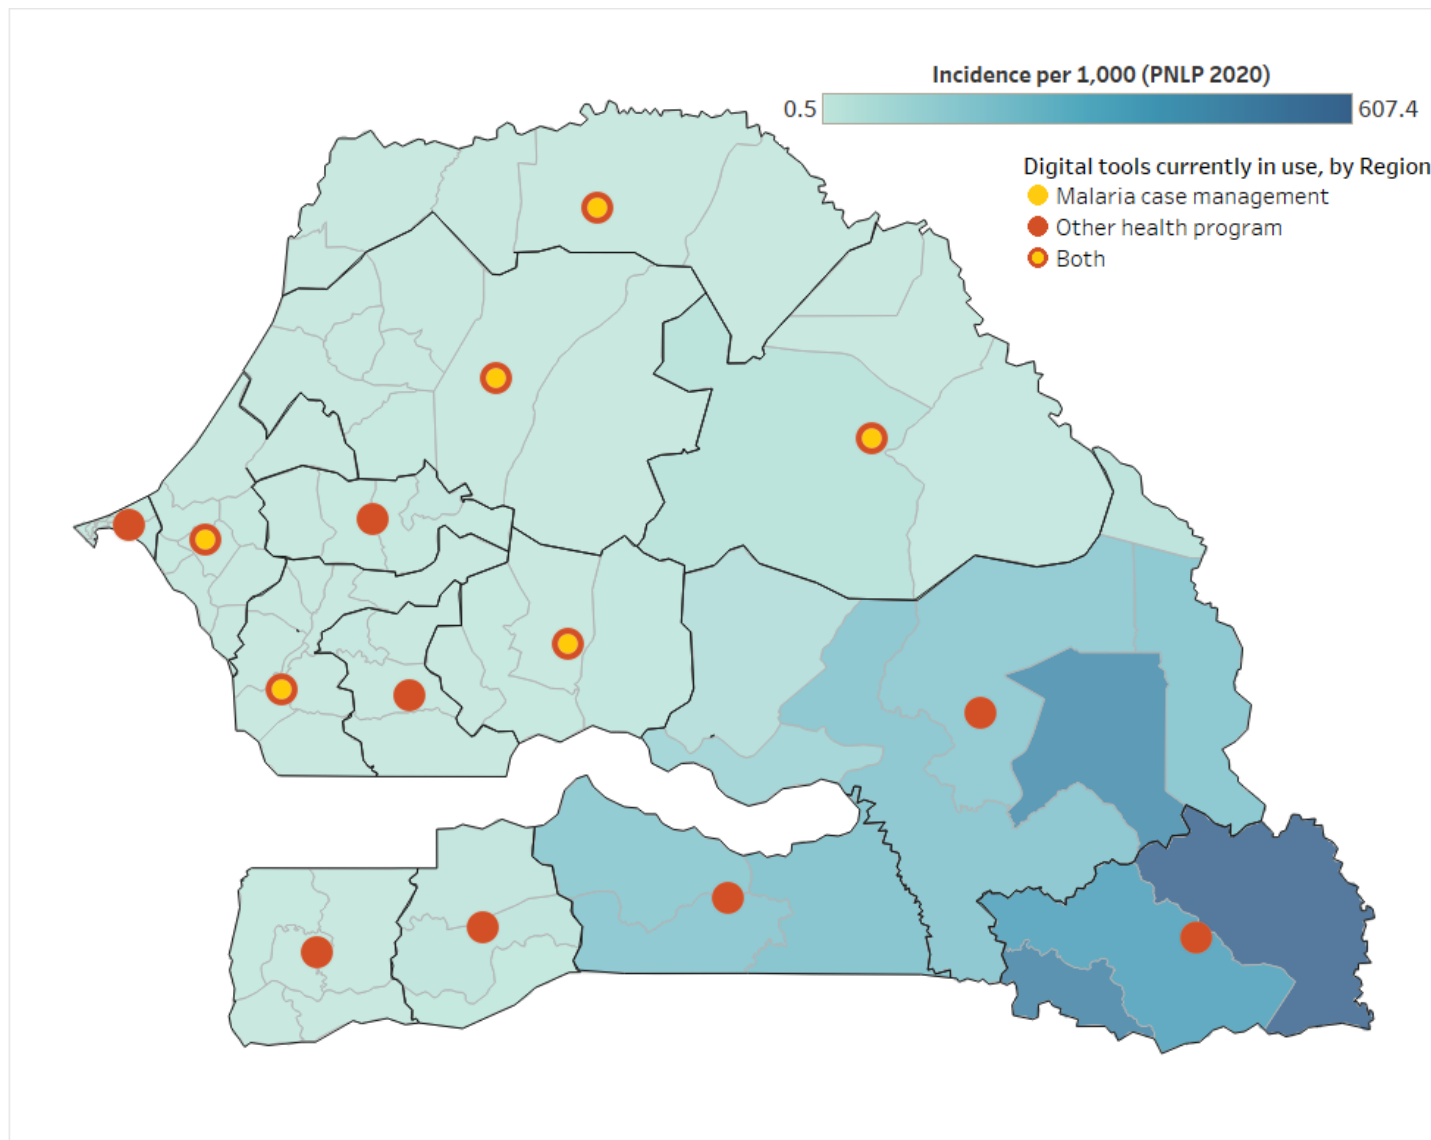 Incidence per 1,000 (PNLP 2020)
0.5
607.4
Digital tools currently in use, by Region
Malaria case management
Other health program
Both